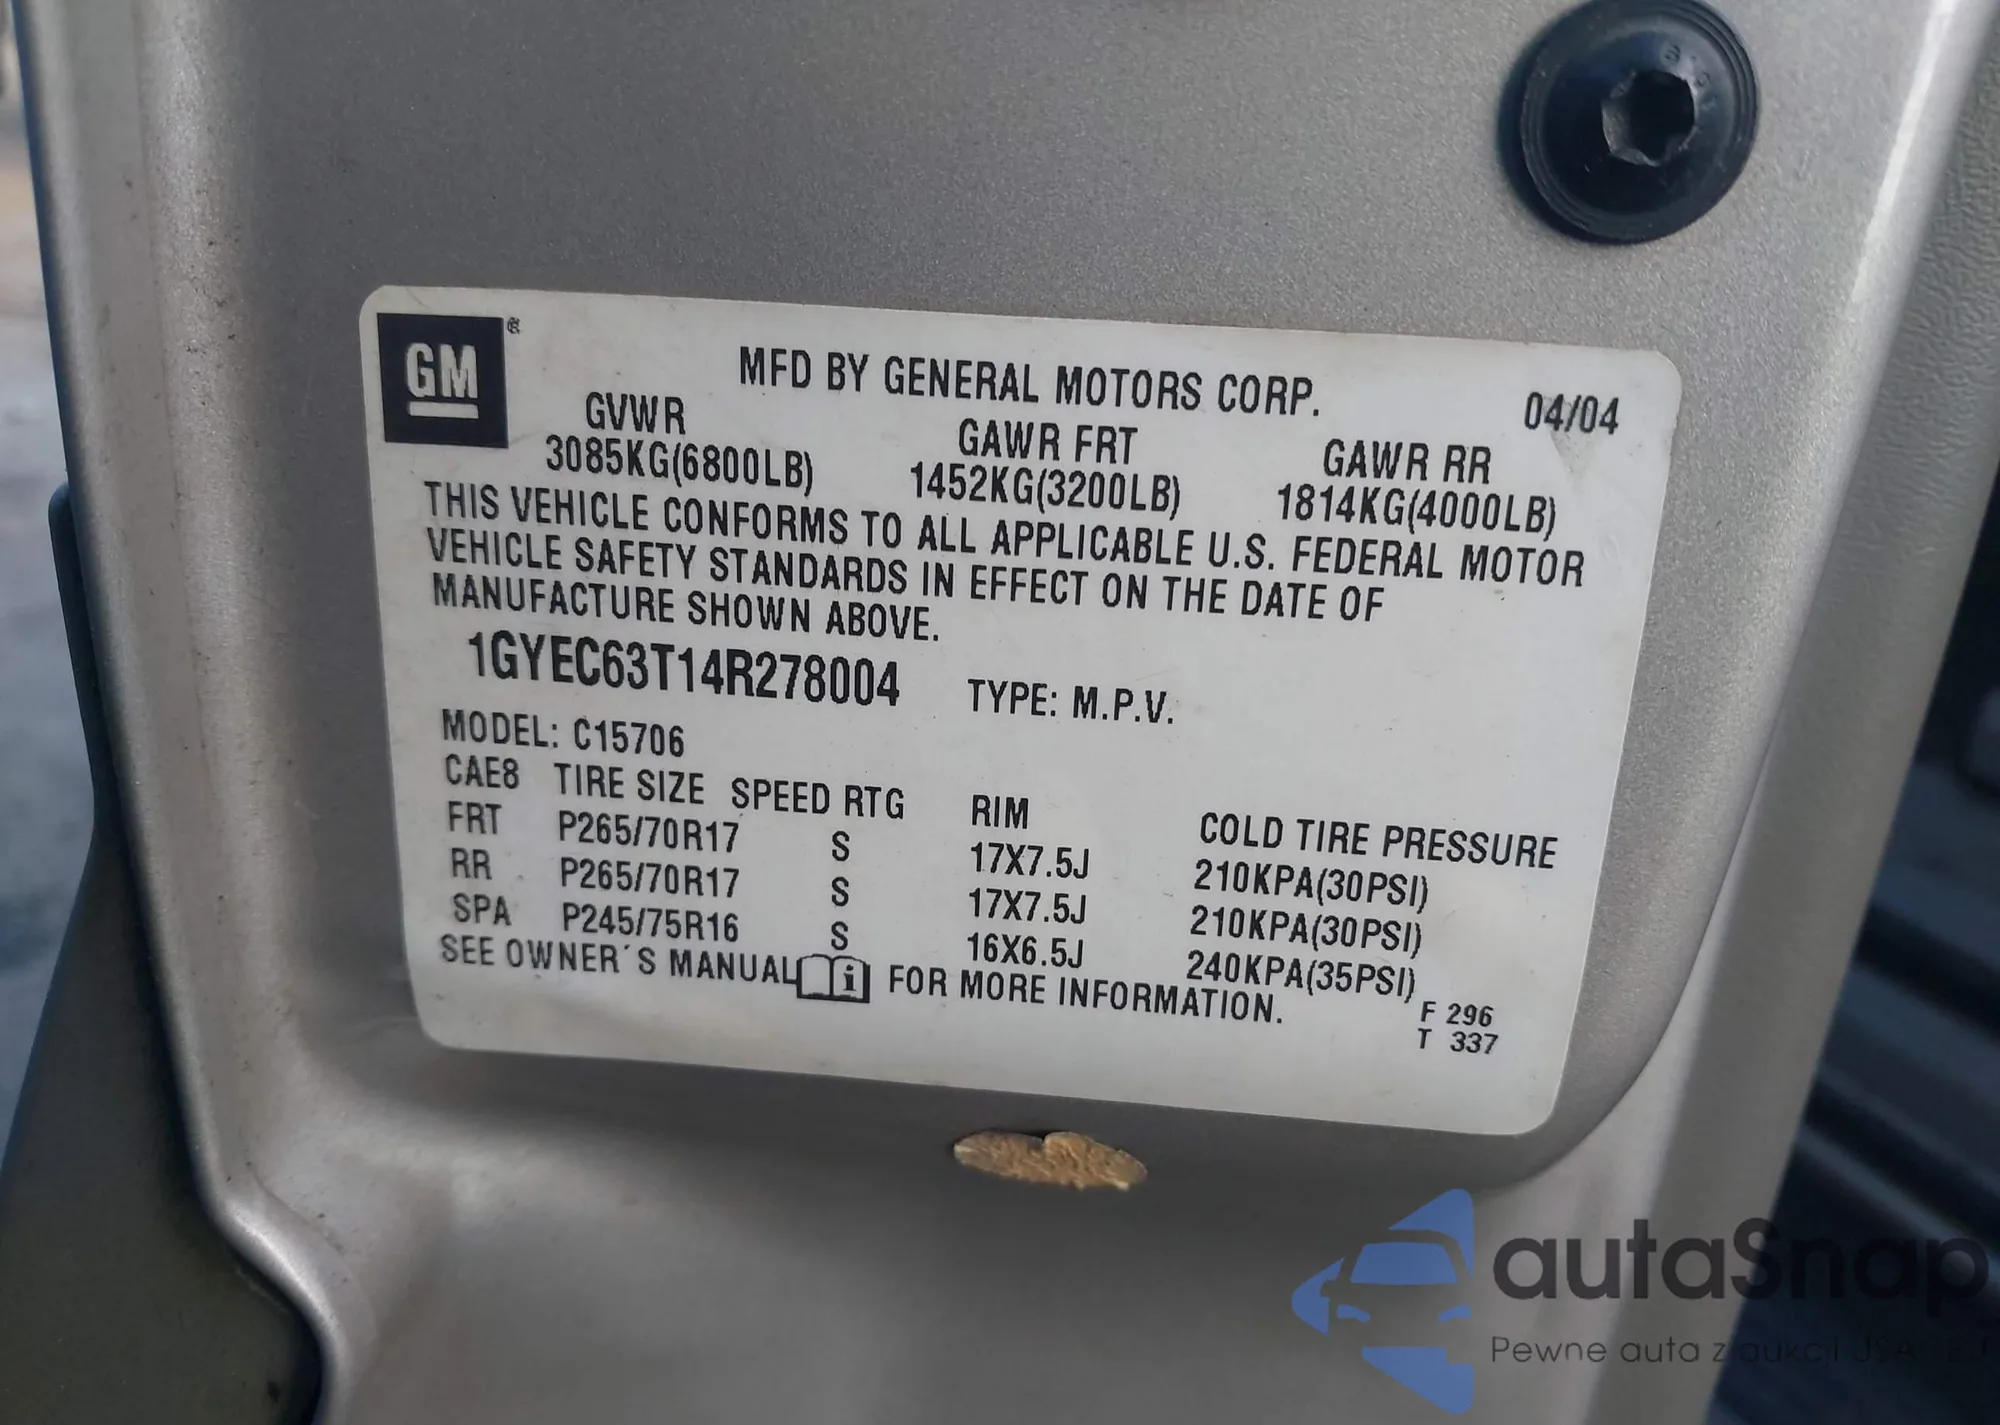 GM
MFD BY GENERAL MOTORS CORP. 04/04
GVWR GAWR FRT GAWR RR
3085KG(6800LB) 1452KG(3200LB) 1814KG(4000LB)
THIS VEHICLE CONFORMS TO ALL APPLICABLE U.S. FEDERAL MOTOR
VEHICLE SAFETY STANDARDS IN EFFECT ON THE DATE OF
MANUFACTURE SHOWN ABOVE.
1GYEC63T14R278004 TYPE: M.P.V.
MODEL: C15706
CAE8 TIRE SIZE SPEED RTG RIM COLD TIRE PRESSURE
FRT P265/70R17 S 17X7.5J 210KPA(30PSI)
RR P265/70R17 S 17X7.5J 210KPA(30PSI)
SPA P245/75R16 S 16X6.5J 240KPA(35PSI)
SEE OWNER´S MANUAL i FOR MORE INFORMATION.
F 296
T 337
autaSnap
Pewne auta z aukcji USA